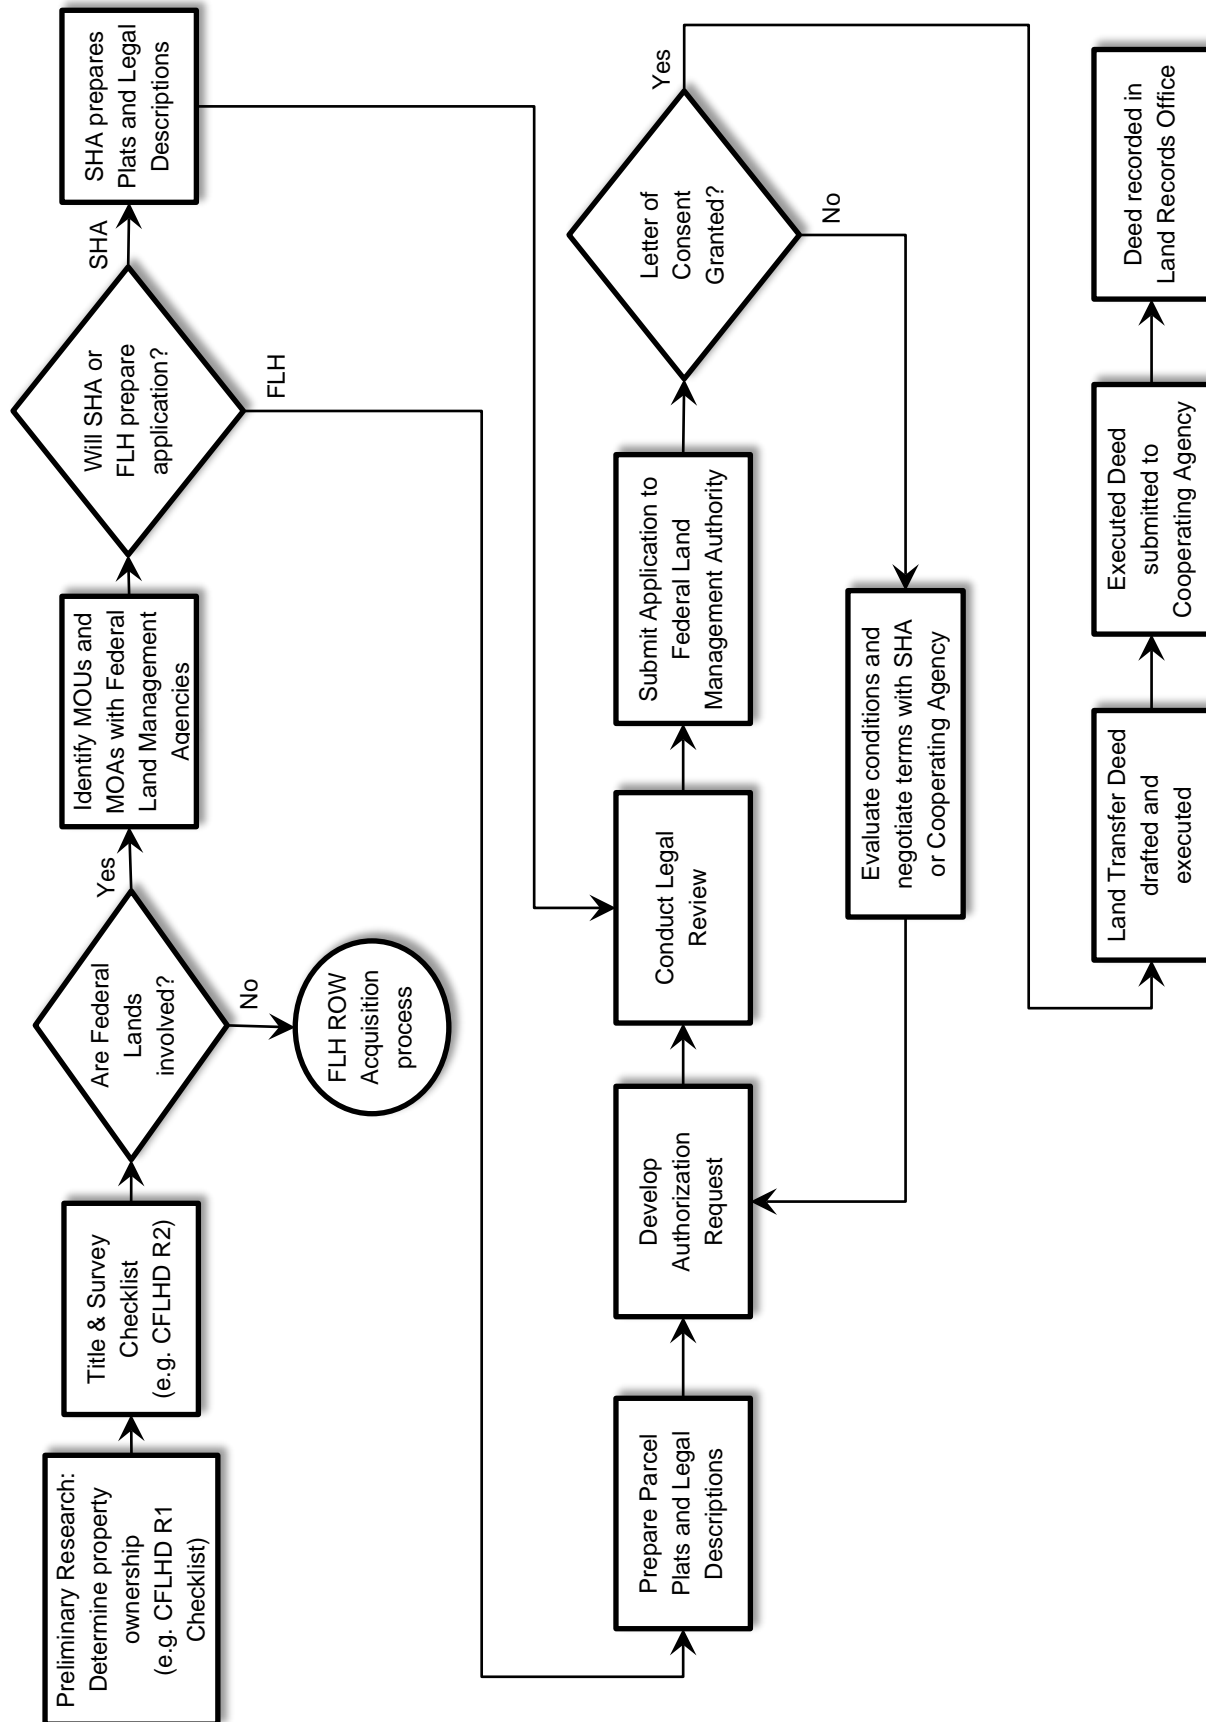 Preliminary Research:
Determine property
ownership
(e.g. CFLHD R1
Checklist)
Title & Survey
Checklist
(e.g. CFLHD R2)
Are Federal
Lands
involved?
Yes
No
FLH ROW
Acquisition
process
Identify MOUs and
MOAs with Federal
Land Management
Agencies
Will SHA or
FLH prepare
application?
SHA
FLH
SHA prepares
Plats and Legal
Descriptions
Prepare Parcel
Plats and Legal
Descriptions
Develop
Authorization
Request
Conduct Legal
Review
Submit Application to
Federal Land
Management Authority
Letter of
Consent
Granted?
Yes
No
Evaluate conditions and
negotiate terms with SHA
or Cooperating Agency
Land Transfer Deed
drafted and
executed
Executed Deed
submitted to
Cooperating Agency
Deed recorded in
Land Records Office